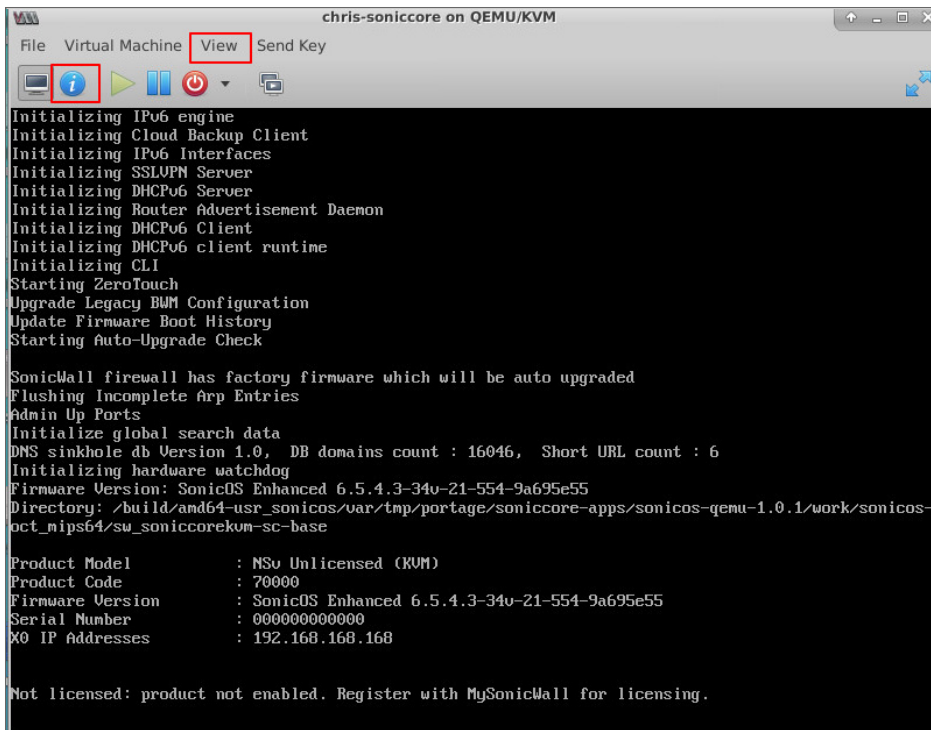 chris-soniccore on QEMU/KVM
File Virtual Machine View Send Key
Initializing IPv6 engine
Initializing Cloud Backup Client
Initializing IPv6 Interfaces
Initializing SSLVPN Server
Initializing DHCPv6 Server
Initializing Router Advertisement Daemon
Initializing DHCPv6 Client
Initializing DHCPv6 client runtime
Initializing CLI
Starting ZeroTouch
Upgrade Legacy BWM Configuration
Update Firmware Boot History
Starting Auto-Upgrade Check
SonicWall firewall has factory firmware which will be auto upgraded
Flushing Incomplete Arp Entries
Admin Up Ports
Initialize global search data
DNS sinkhole db Version 1.0, DB domains count : 16046, Short URL count : 6
Initializing hardware watchdog
Firmware Version: SonicOS Enhanced 6.5.4.3-34v-21-554-9a695e55
Directory: /build/amd64-usr_sonicos/var/tmp/portage/soniccore-apps/sonicos-qemu-1.0.1/work/sonicos-
oct_mips64/sw_soniccorekvm-sc-base
Product Model : NSv Unlicensed (KVM)
Product Code : 70000
Firmware Version : SonicOS Enhanced 6.5.4.3-34v-21-554-9a695e55
Serial Number : 000000000000
X0 IP Addresses : 192.168.168.168
Not licensed: product not enabled. Register with MySonicWall for licensing.